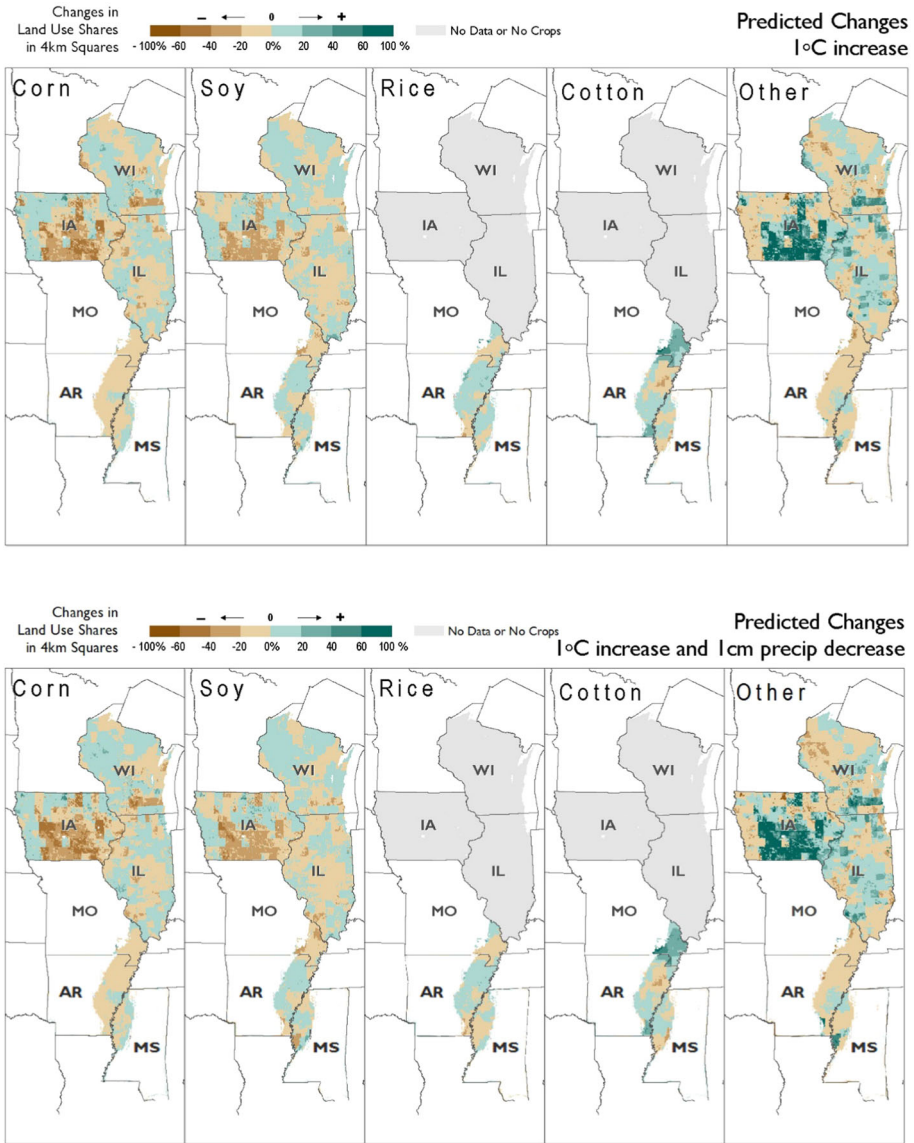 Changes in
Land Use Shares
in 4km Squares
− ← 0 → +
- 100% -60 -40 -20 0% 20 40 60 100 %
No Data or No Crops
Predicted Changes
1°C increase
Corn Soy Rice Cotton Other
WI WI WI WI WI
IA IA IA IA IA
IL IL IL IL IL
MO MO MO MO MO
AR AR AR AR AR
MS MS MS MS MS
Changes in
Land Use Shares
in 4km Squares
− ← 0 → +
- 100% -60 -40 -20 0% 20 40 60 100 %
No Data or No Crops
Predicted Changes
1°C increase and 1cm precip decrease
Corn Soy Rice Cotton Other
WI WI WI WI WI
IA IA IA IA IA
IL IL IL IL IL
MO MO MO MO MO
AR AR AR AR AR
MS MS MS MS MS